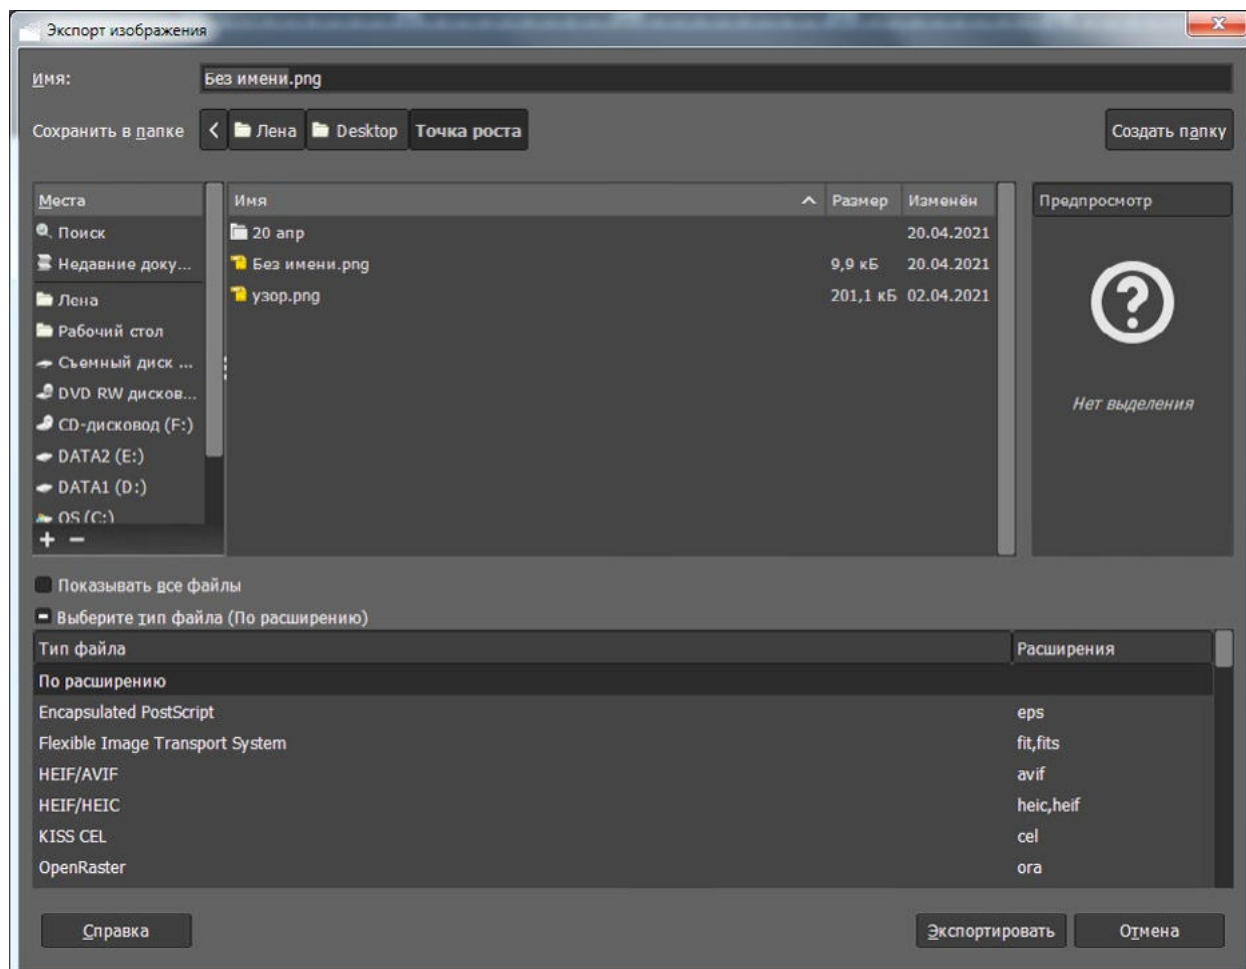 Экспорт изображения
Имя: Без имени.png
Сохранить в папке Лена Desktop Точка роста Создать папку
Места Имя Размер Изменён Предпросмотр
Поиск 20 апр 20.04.2021
Недавние доку... Без имени.png 9,9 кБ 20.04.2021
Лена узор.png 201,1 кБ 02.04.2021
Рабочий стол
Съемный диск ...
DVD RW дисков... Нет выделения
CD-дисковод (F:)
DATA2 (E:)
DATA1 (D:)
OS (C:)
Показывать все файлы
Выберите тип файла (По расширению)
Тип файла Расширения
По расширению
Encapsulated PostScript eps
Flexible Image Transport System fit,fits
HEIF/AVIF avif
HEIF/HEIC heic,heif
KISS CEL cel
OpenRaster ora
Справка Экспортировать Отмена